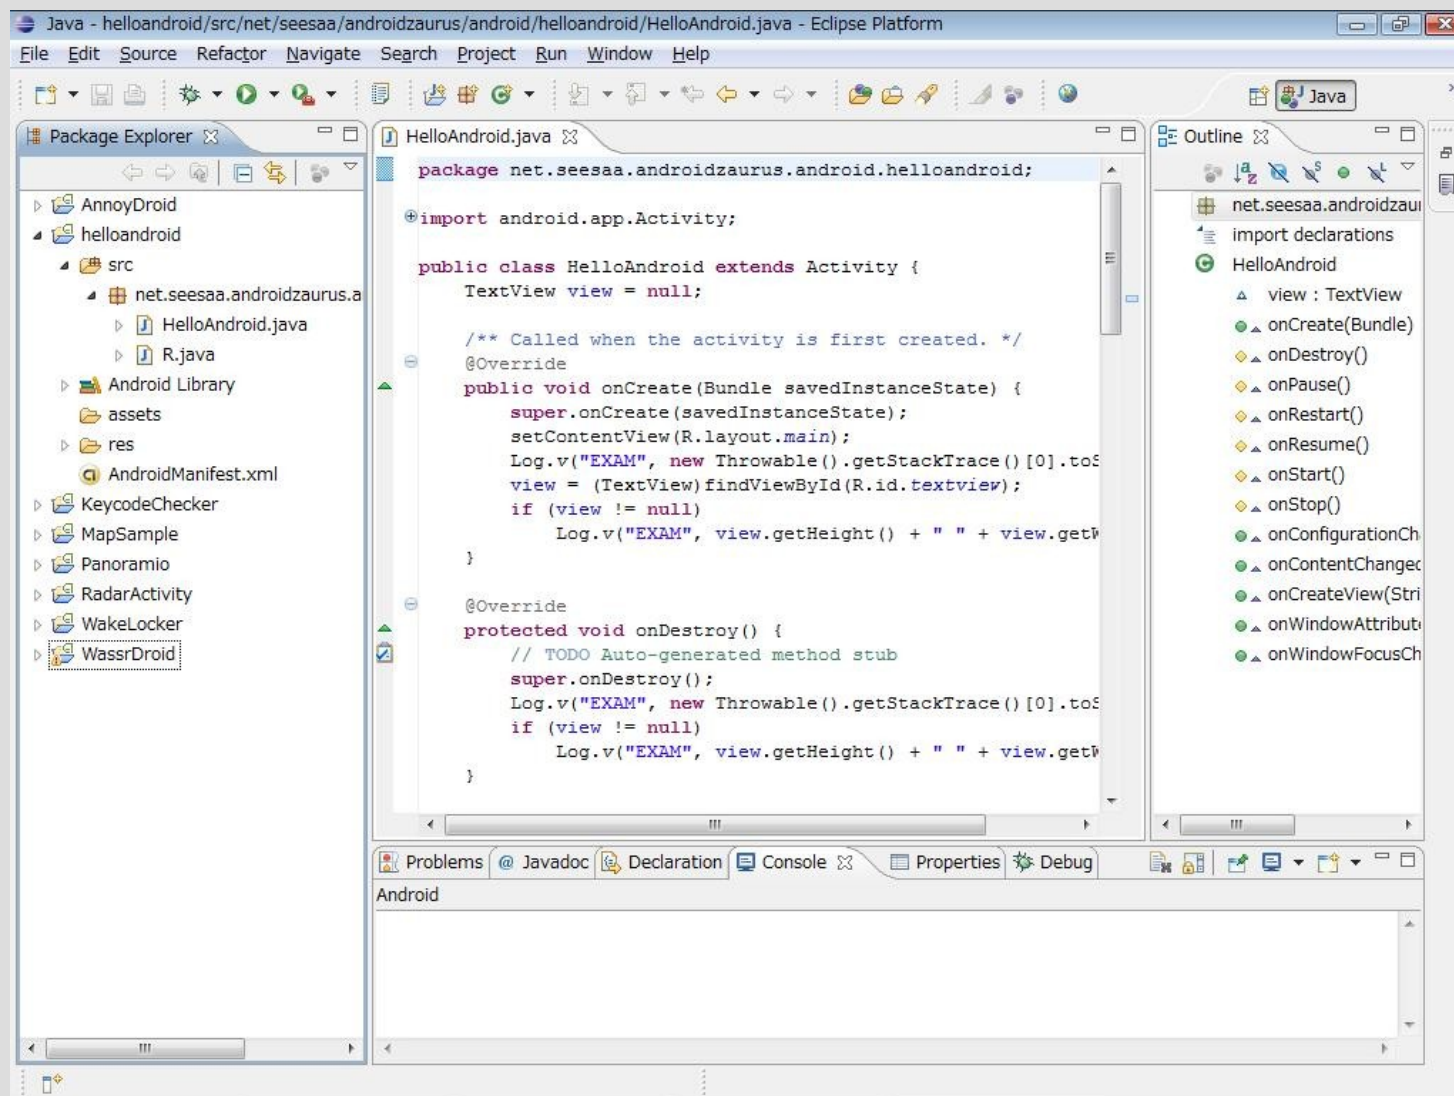 Java - helloandroid/src/net/seesaa/androidzaurus/android/helloandroid/HelloAndroid.java - Eclipse Platform
File Edit Source Refactor Navigate Search Project Run Window Help
Java
Package Explorer
AnnoyDroid
helloandroid
src
net.seesaa.androidzaurus.a
HelloAndroid.java
R.java
Android Library
assets
res
AndroidManifest.xml
KeycodeChecker
MapSample
Panoramio
RadarActivity
WakeLocker
WassrDroid
HelloAndroid.java
package net.seesaa.androidzaurus.android.helloandroid;
import android.app.Activity;
public class HelloAndroid extends Activity {
TextView view = null;
/** Called when the activity is first created. */
@Override
public void onCreate(Bundle savedInstanceState) {
super.onCreate(savedInstanceState);
setContentView(R.layout.main);
Log.v("EXAM", new Throwable().getStackTrace()[0].toS
view = (TextView)findViewById(R.id.textview);
if (view != null)
Log.v("EXAM", view.getHeight() + " " + view.getW
}
@Override
protected void onDestroy() {
// TODO Auto-generated method stub
super.onDestroy();
Log.v("EXAM", new Throwable().getStackTrace()[0].toS
if (view != null)
Log.v("EXAM", view.getHeight() + " " + view.getW
}
Outline
net.seesaa.androidzaur
import declarations
HelloAndroid
view : TextView
onCreate(Bundle)
onDestroy()
onPause()
onRestart()
onResume()
onStart()
onStop()
onConfigurationCh
onContentChanged
onCreateView(Stri
onWindowAttribut
onWindowFocusCh
Problems @ Javadoc Declaration Console Properties Debug
Android